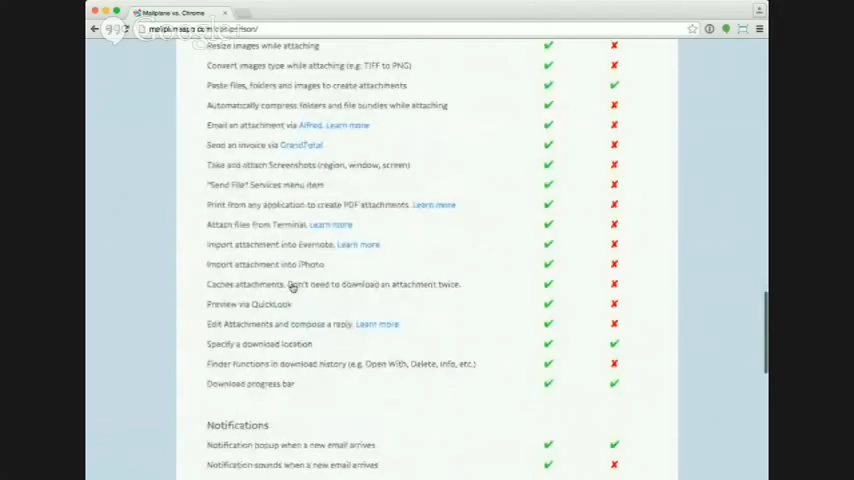 Mailplane vs. Chrome
Google
Resize images while attaching
Convert images type while attaching (e.g: TIFF to PNG)
Paste files, folders and images to create attachments
Automatically compress folders and file bundles while attaching
Email an attachment via Alfred. Learn more
Send an invoice via GrandTotal
Take and attach Screenshots (region, window, screen)
"Send File" Services menu item
Print from any application to create PDF attachments. Learn more
Attach files from Terminal. Learn more
Import attachment into Evernote. Learn more
Import attachment into iPhoto
Caches attachments. Don't need to download an attachment twice.
Preview via QuickLook
Edit Attachments and compose a reply. Learn more
Specify a download location
Finder functions in download history (e.g. Open With, Delete, Info, etc.)
Download progress bar
Notifications
Notification popup when a new email arrives
Notification sounds when a new email arrives